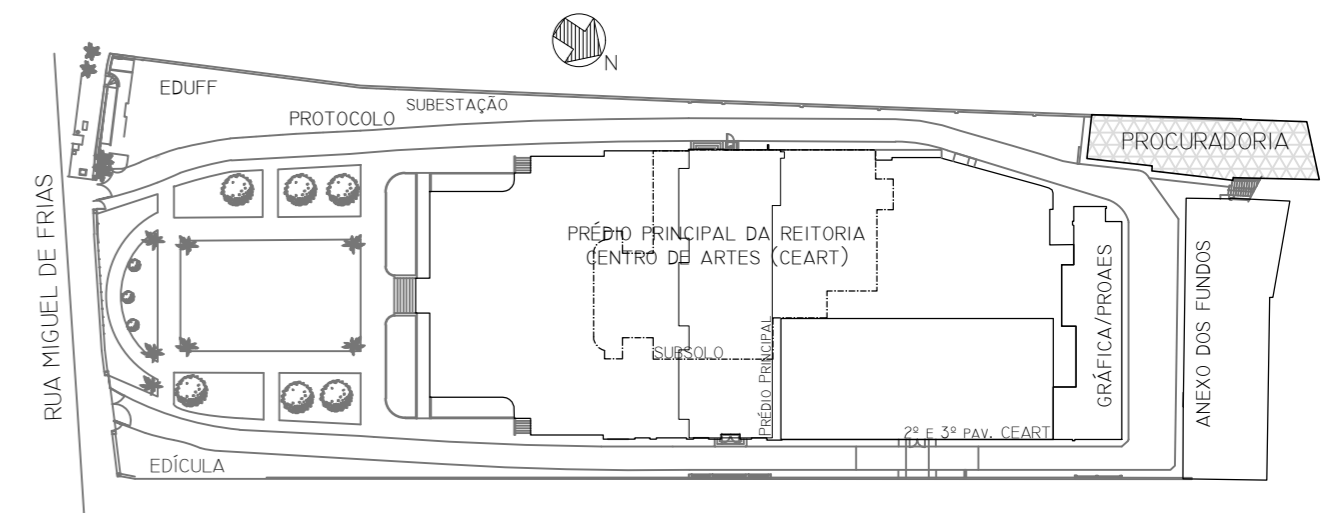 N
EDUFF
SUBESTAÇÃO
PROTOCOLO
PROCURADORIA
RUA MIGUEL DE FRIAS
PRÉDIO PRINCIPAL DA REITORIA
CENTRO DE ARTES (CEART)
SUBSOLO
PRÉDIO PRINCIPAL
GRÁFICA/PROAES
ANEXO DOS FUNDOS
2º E 3º PAV. CEART
EDÍCULA